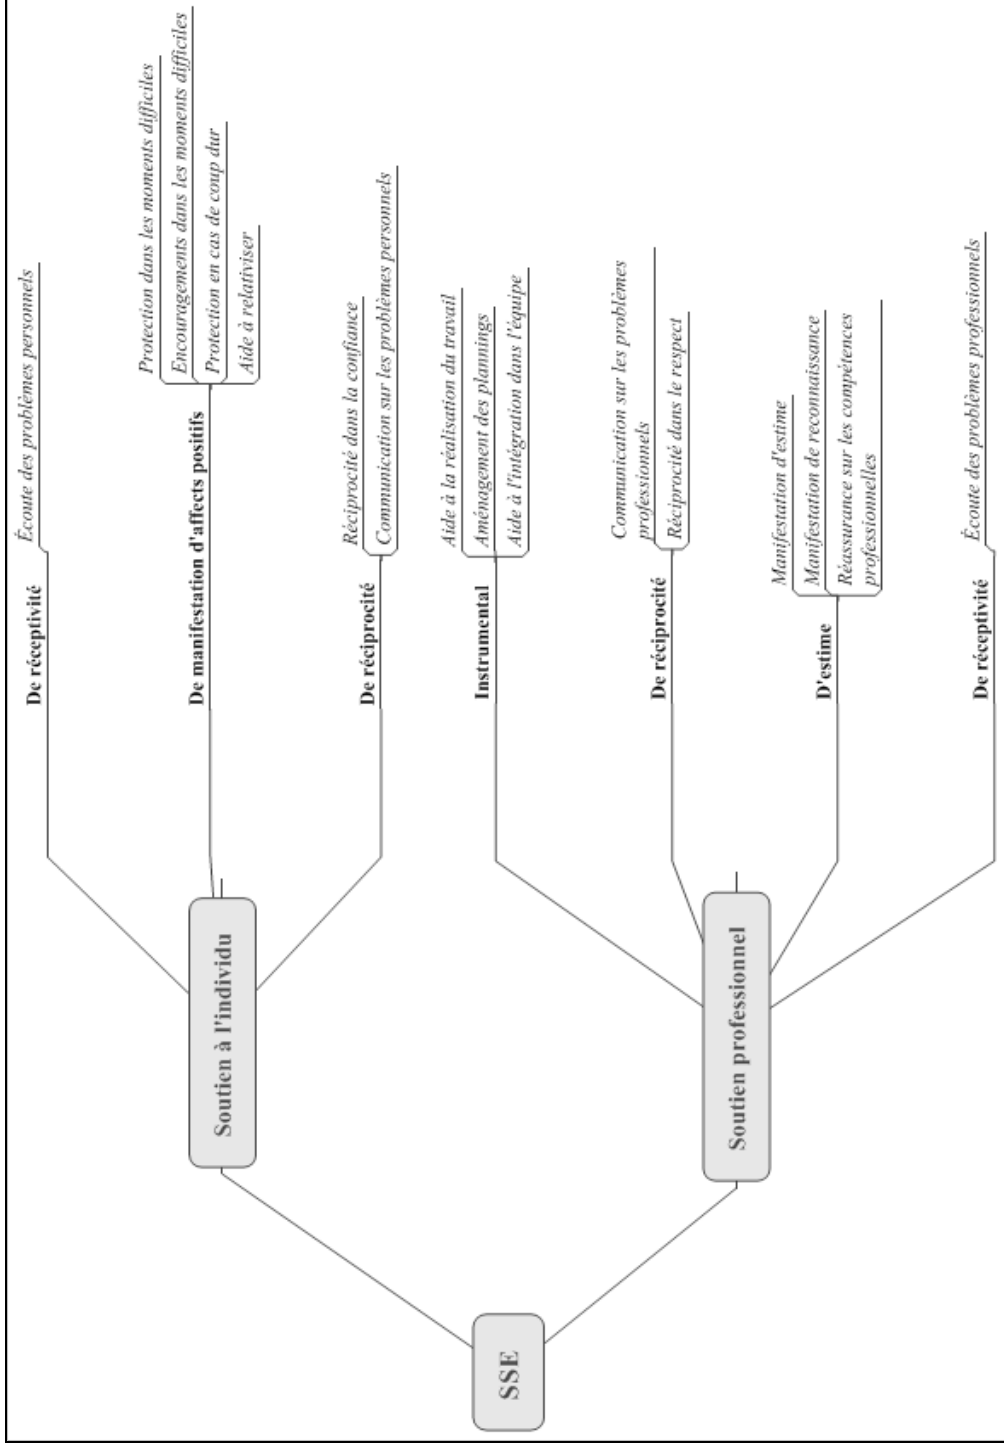 SSE
Soutien à l'individu
De réceptivité
Écoute des problèmes personnels
De manifestation d'affects positifs
Protection dans les moments difficiles
Encouragements dans les moments difficiles
Protection en cas de coup dur
Aide à relativiser
De réciprocité
Réciprocité dans la confiance
Communication sur les problèmes personnels
Soutien professionnel
Instrumental
Aide à la réalisation du travail
Aménagement des plannings
Aide à l'intégration dans l'équipe
De réciprocité
Communication sur les problèmes
professionnels
Réciprocité dans le respect
D'estime
Manifestation d'estime
Manifestation de reconnaissance
Réassurance sur les compétences
professionnelles
De réceptivité
Écoute des problèmes professionnels